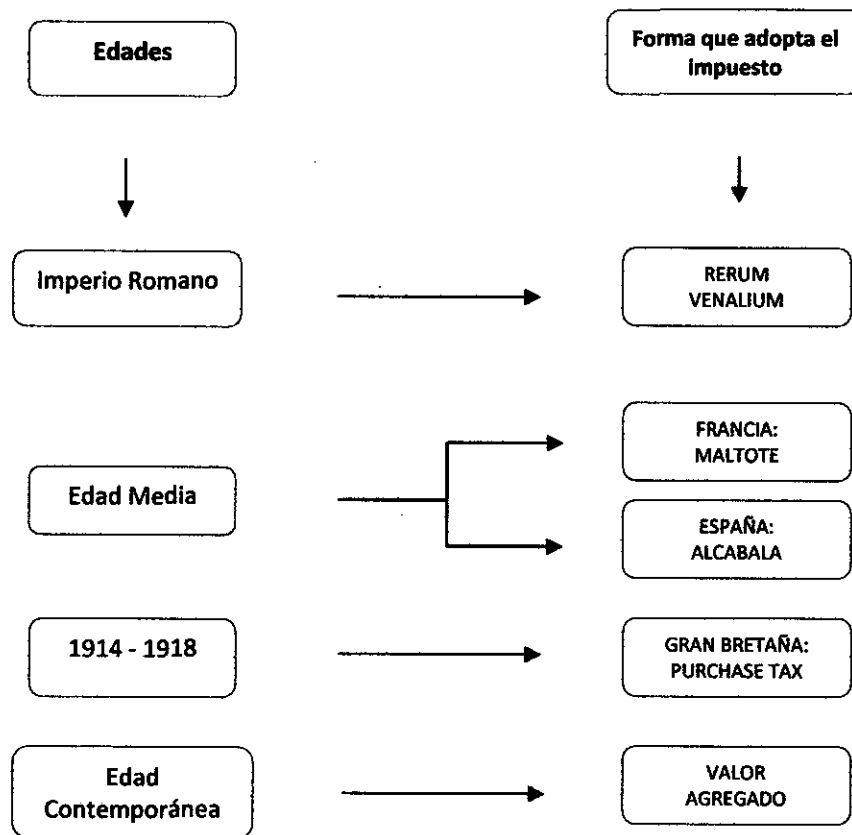 Edades
Forma que adopta el
impuesto
Imperio Romano
RERUM
VENALIUM
Edad Media
FRANCIA:
MALTOTE
ESPAÑA:
ALCABALA
1914 - 1918
GRAN BRETAÑA:
PURCHASE TAX
Edad
Contemporánea
VALOR
AGREGADO